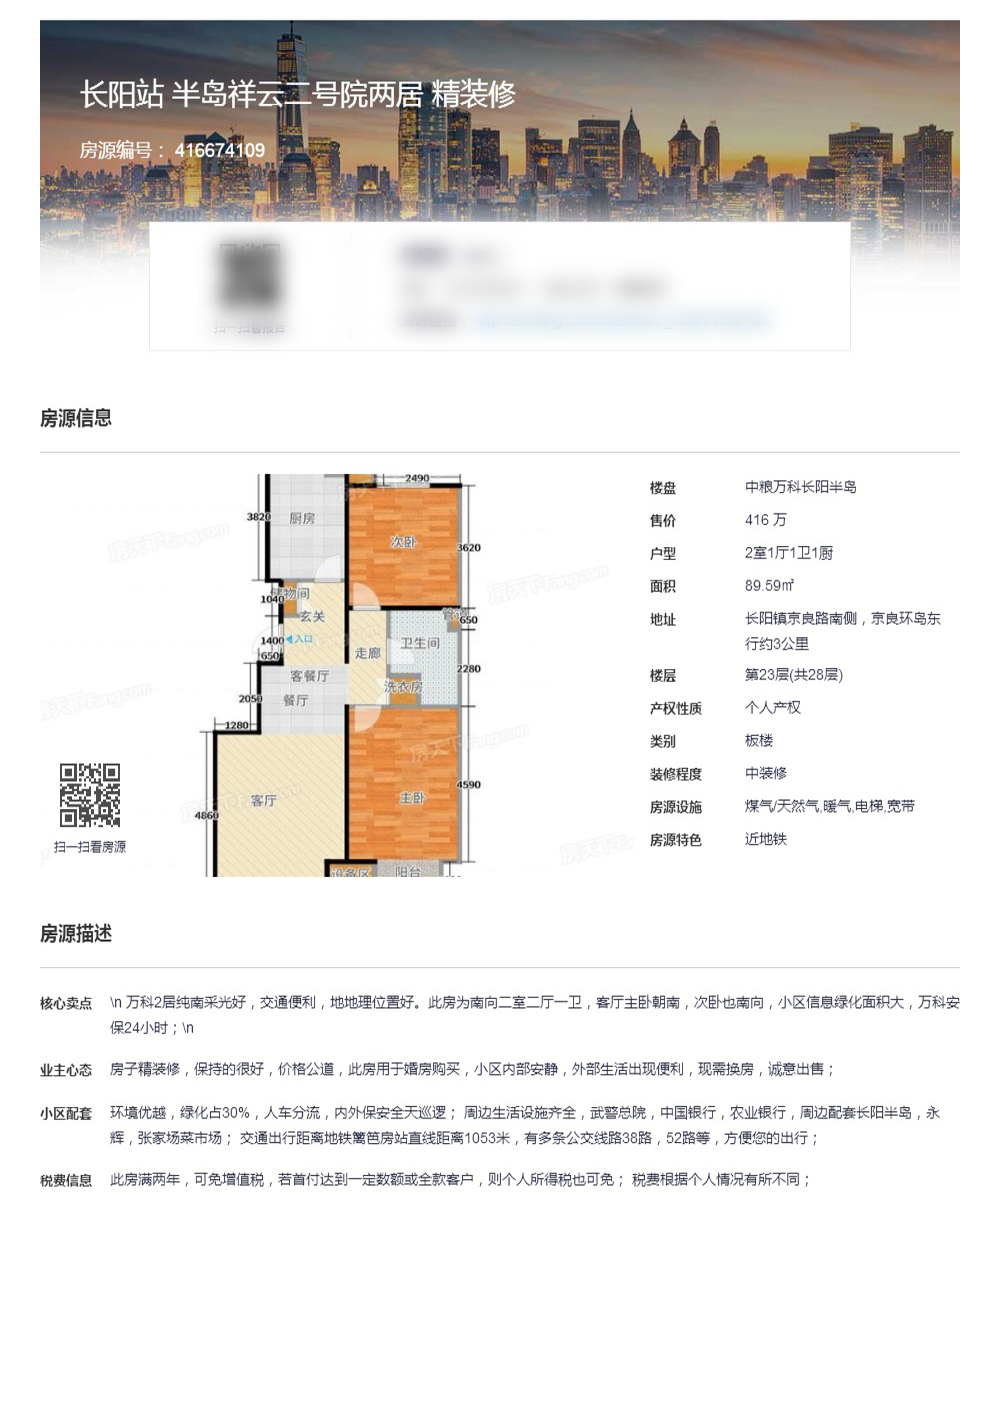 长阳站 半岛祥云二号院两居 精装修
房源编号： 416674109
扫一扫看报告
房源信息
2490
3820
厨房
次卧
3620
储物间
1040
玄关
管道
650
1400
入口
卫生间
650
走廊
客餐厅
2280
洗衣房
2050
餐厅
1280
4590
客厅
主卧
4860
设备区
阳台
扫一扫看房源
楼盘 中粮万科长阳半岛
售价 416 万
户型 2室1厅1卫1厨
面积 89.59㎡
地址 长阳镇京良路南侧，京良环岛东
行约3公里
楼层 第23层(共28层)
产权性质 个人产权
类别 板楼
装修程度 中装修
房源设施 煤气/天然气,暖气,电梯,宽带
房源特色 近地铁
房源描述
核心卖点 \n 万科2居纯南采光好，交通便利，地地理位置好。此房为南向二室二厅一卫，客厅主卧朝南，次卧也南向，小区信息绿化面积大，万科安
保24小时；\n
业主心态 房子精装修，保持的很好，价格公道，此房用于婚房购买，小区内部安静，外部生活出现便利，现需换房，诚意出售；
小区配套 环境优越，绿化占30%，人车分流，内外保安全天巡逻； 周边生活设施齐全，武警总院，中国银行，农业银行，周边配套长阳半岛，永
辉，张家场菜市场； 交通出行距离地铁篱笆房站直线距离1053米，有多条公交线路38路，52路等，方便您的出行；
税费信息 此房满两年，可免增值税，若首付达到一定数额或全款客户，则个人所得税也可免； 税费根据个人情况有所不同；